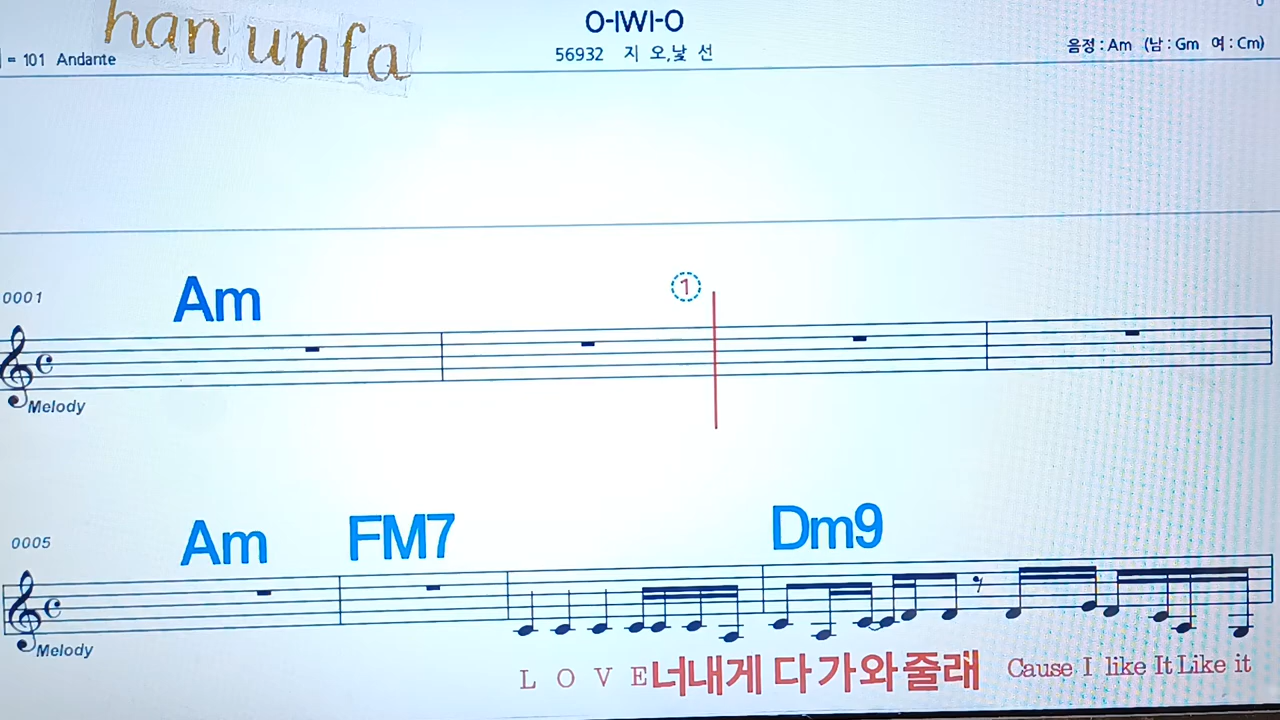 han unfa
O-IWI-O
= 101 Andante
56932 지 오,낯 선
음정 : Am (남 : Gm 여 : Cm)
0001
Am
1
Melody
0005
Am FM7 Dm9
Melody
L O V E너내게 다가와줄래 Cause I like It Like it